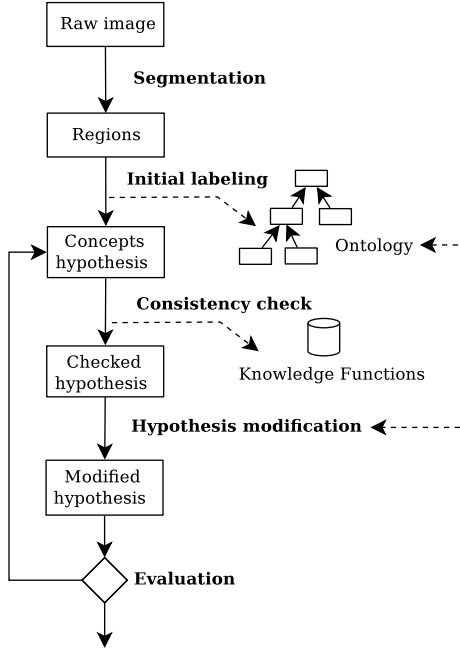 Raw image
Segmentation
Regions
Initial labeling
Concepts
hypothesis
Ontology
Consistency check
Checked
hypothesis
Knowledge Functions
Hypothesis modification
Modified
hypothesis
Evaluation